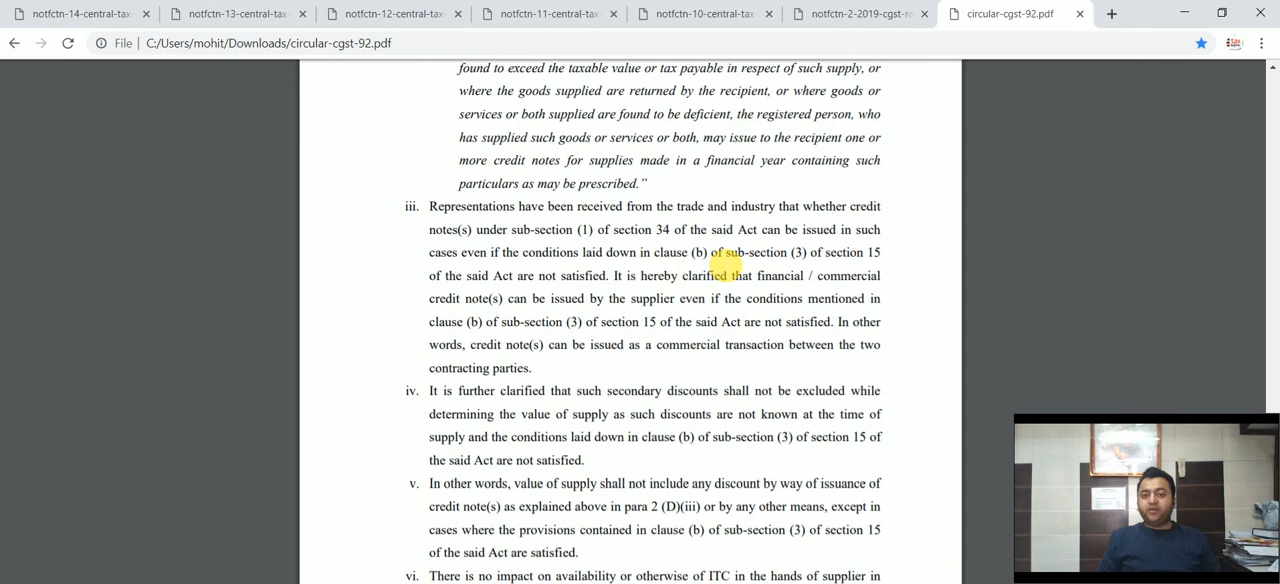 notfctn-14-central-tax-
notfctn-13-central-tax-
notfctn-12-central-tax-
notfctn-11-central-tax-
notfctn-10-central-tax-
notfctn-2-2019-cgst-ra
circular-cgst-92.pdf
File | C:/Users/mohit/Downloads/circular-cgst-92.pdf
found to exceed the taxable value or tax payable in respect of such supply, or
where the goods supplied are returned by the recipient, or where goods or
services or both supplied are found to be deficient, the registered person, who
has supplied such goods or services or both, may issue to the recipient one or
more credit notes for supplies made in a financial year containing such
particulars as may be prescribed.”
iii. Representations have been received from the trade and industry that whether credit
notes(s) under sub-section (1) of section 34 of the said Act can be issued in such
cases even if the conditions laid down in clause (b) of sub-section (3) of section 15
of the said Act are not satisfied. It is hereby clarified that financial / commercial
credit note(s) can be issued by the supplier even if the conditions mentioned in
clause (b) of sub-section (3) of section 15 of the said Act are not satisfied. In other
words, credit note(s) can be issued as a commercial transaction between the two
contracting parties.
iv. It is further clarified that such secondary discounts shall not be excluded while
determining the value of supply as such discounts are not known at the time of
supply and the conditions laid down in clause (b) of sub-section (3) of section 15 of
the said Act are not satisfied.
v. In other words, value of supply shall not include any discount by way of issuance of
credit note(s) as explained above in para 2 (D)(iii) or by any other means, except in
cases where the provisions contained in clause (b) of sub-section (3) of section 15
of the said Act are satisfied.
vi. There is no impact on availability or otherwise of ITC in the hands of supplier in